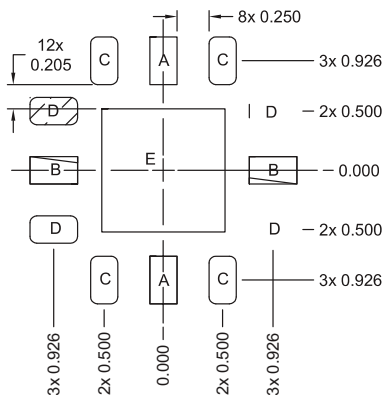 8x 0.250
12x
0.205
C A C 3x 0.926
D D 2x 0.500
B E B 0.000
D D 2x 0.500
C A C 3x 0.926
3x 0.926
2x 0.500
0.000
2x 0.500
3x 0.926